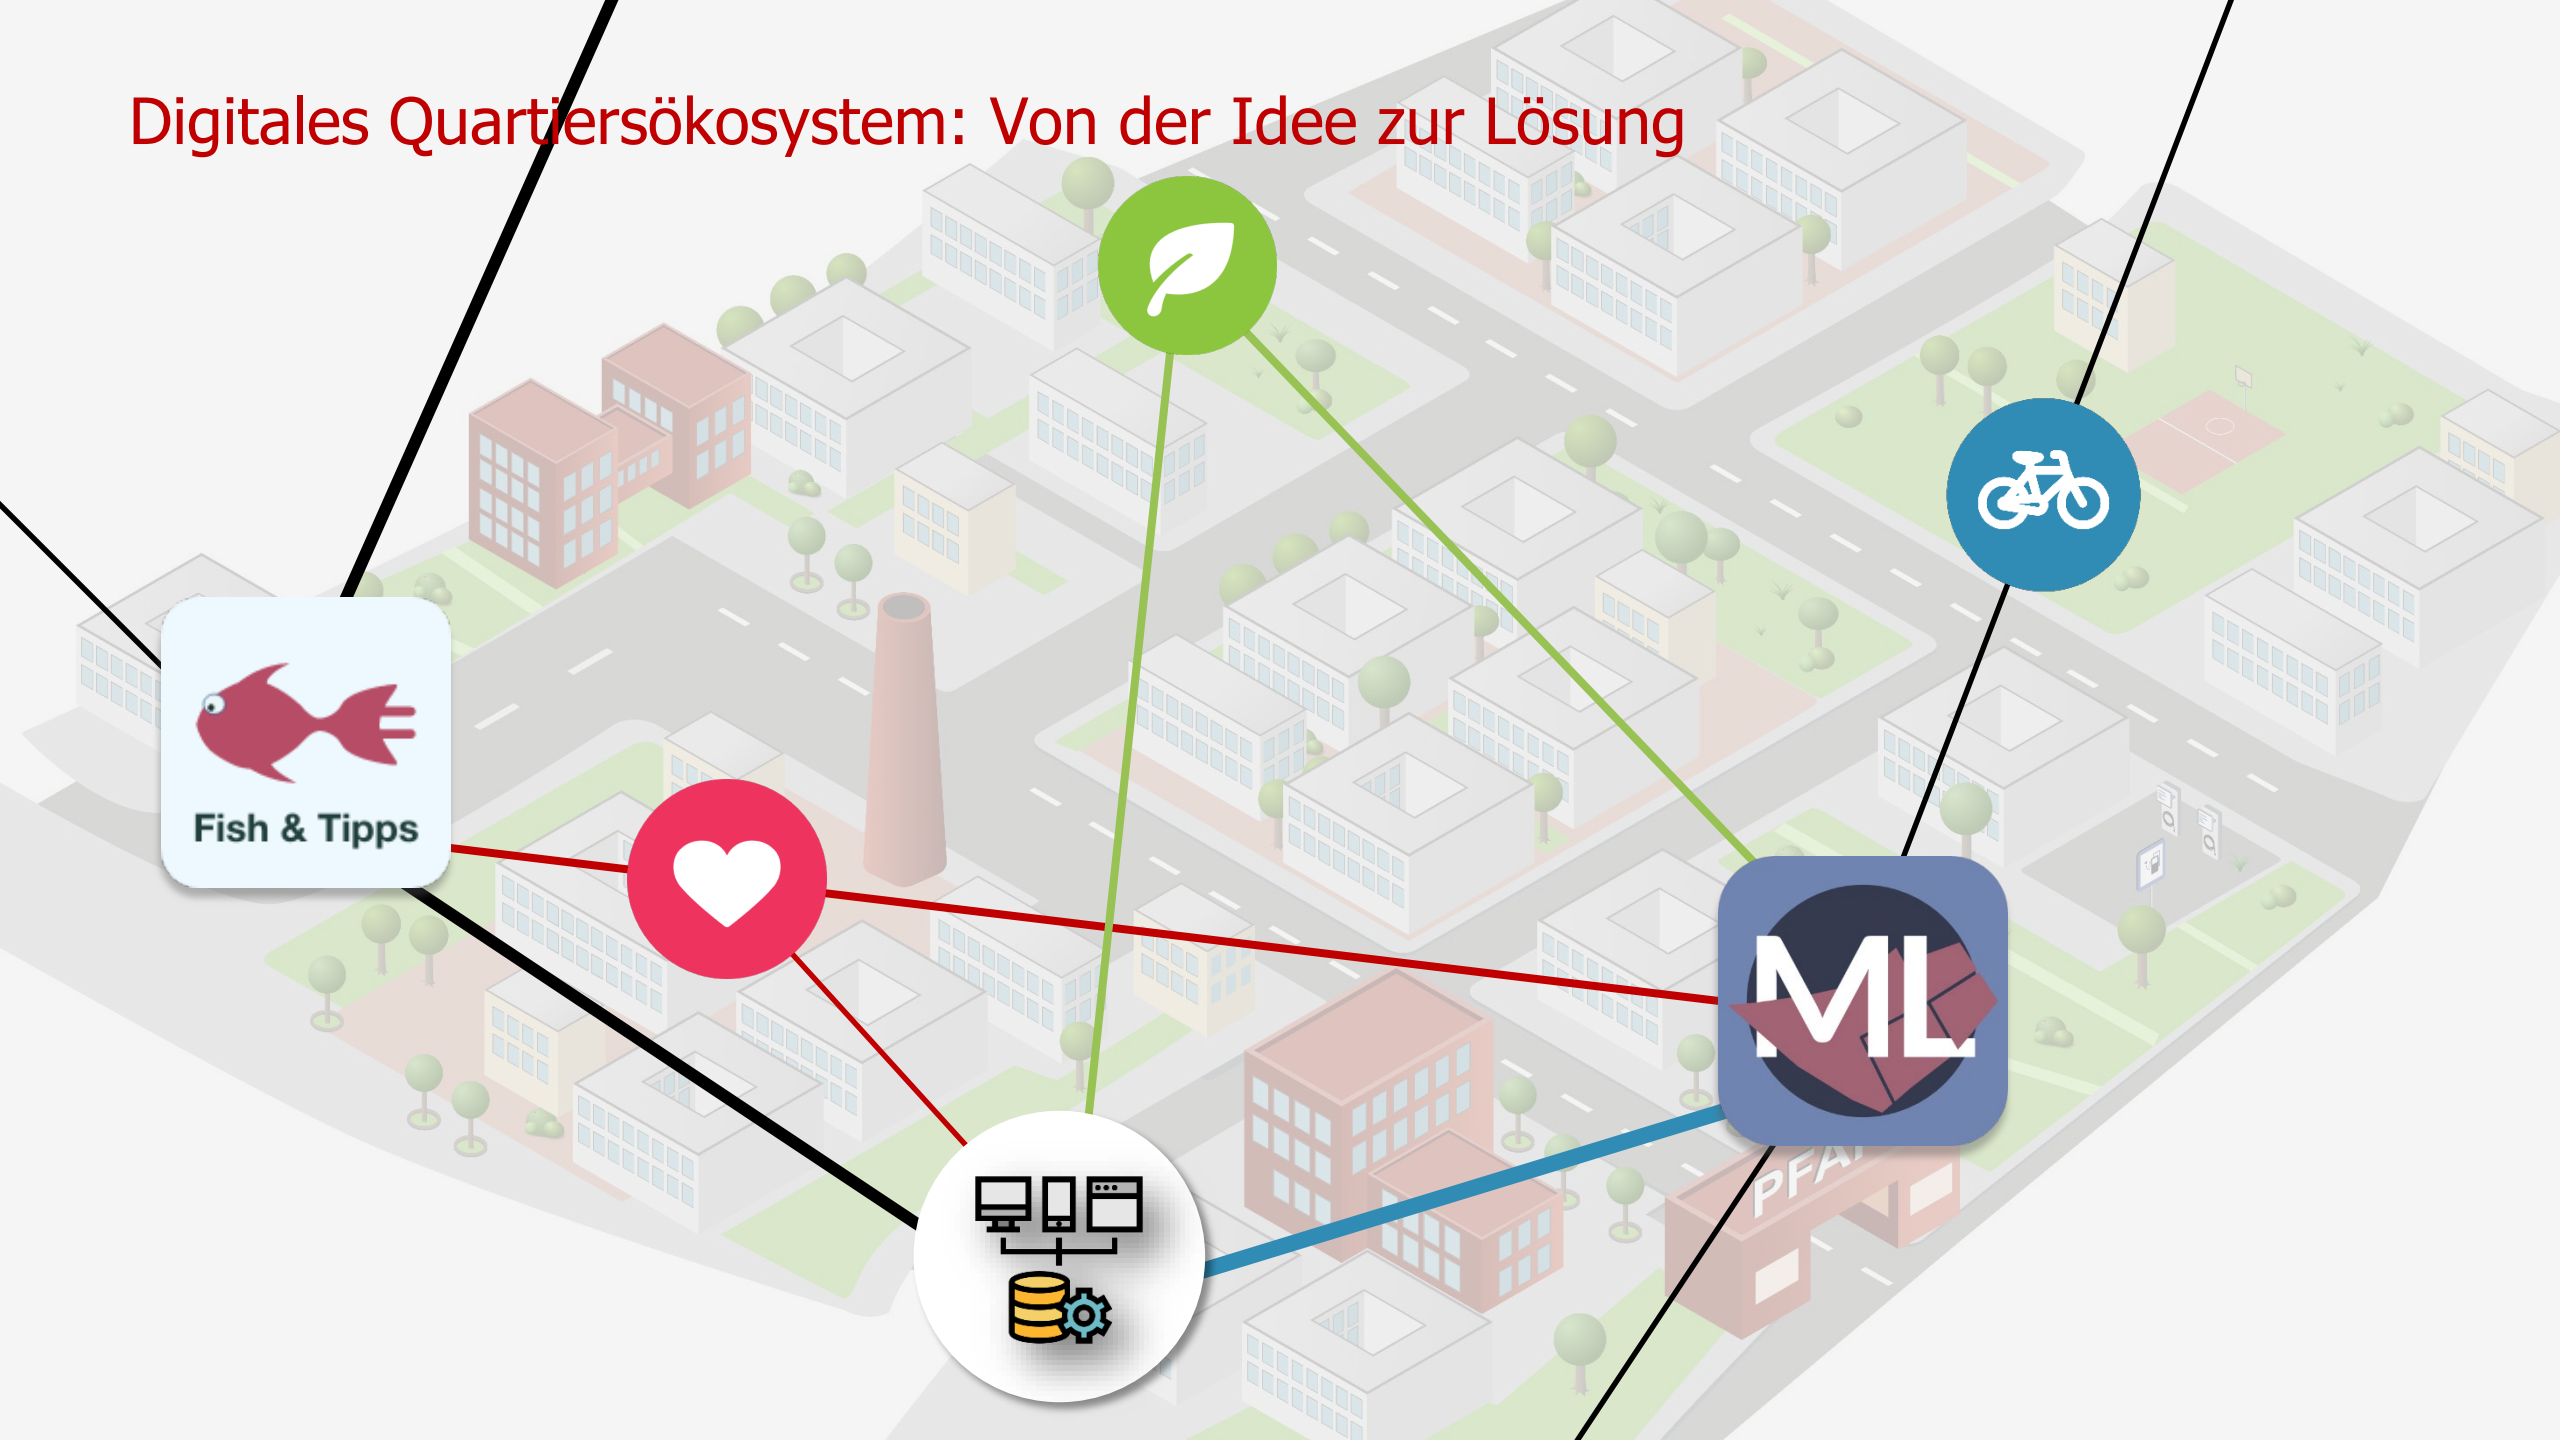 Digitales Quartiersökosystem: Von der Idee zur Lösung
Fish & Tipps
ML